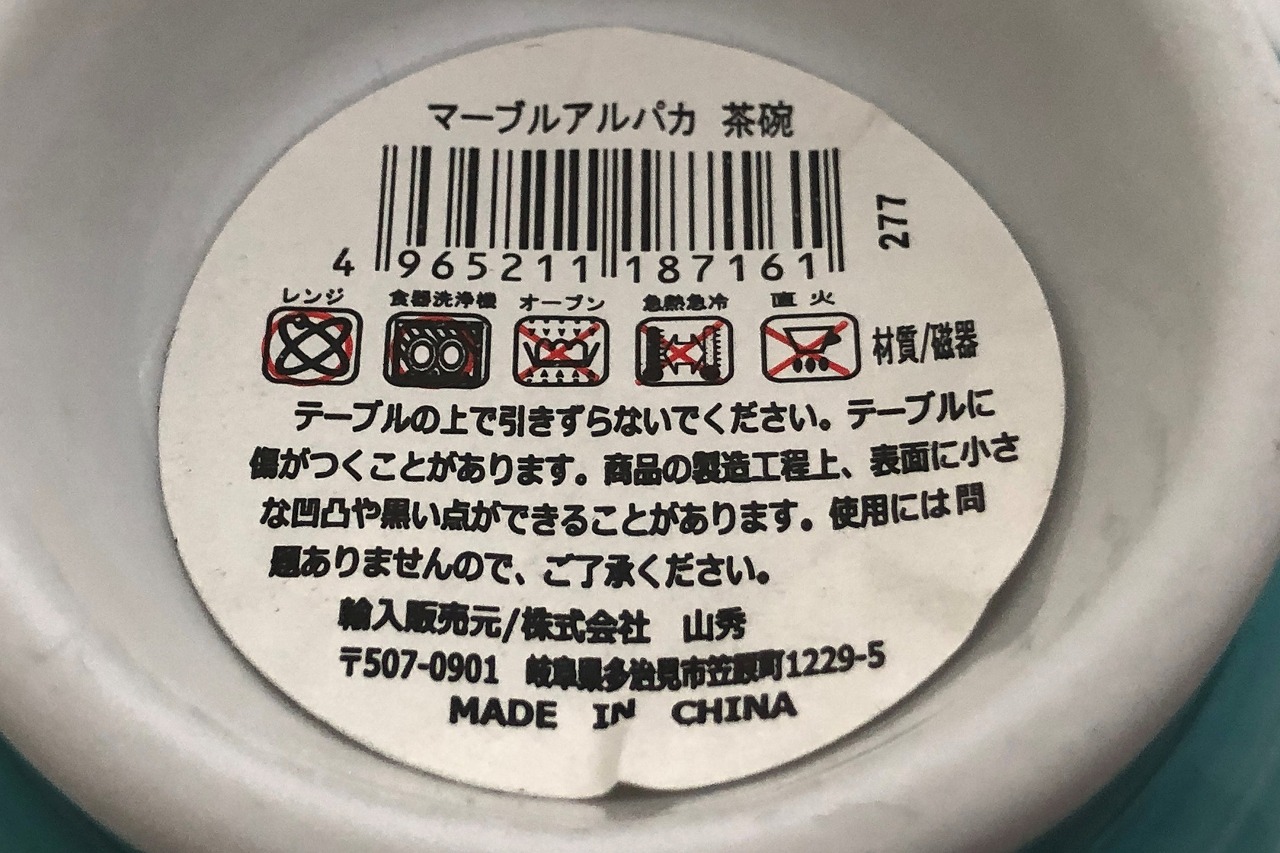 マーブルアルパカ 茶碗
277
4 965211 187161
レンジ 食器洗浄機 オーブン 急熱急冷 直火
材質/磁器
テーブルの上で引きずらないでください。テーブルに
傷がつくことがあります。商品の製造工程上、表面に小さ
な凹凸や黒い点ができることがあります。使用には問
題ありませんので、ご了承ください。
輸入販売元/株式会社 山秀
〒507-0901 岐阜県多治見市笠原町1229-5
MADE IN CHINA